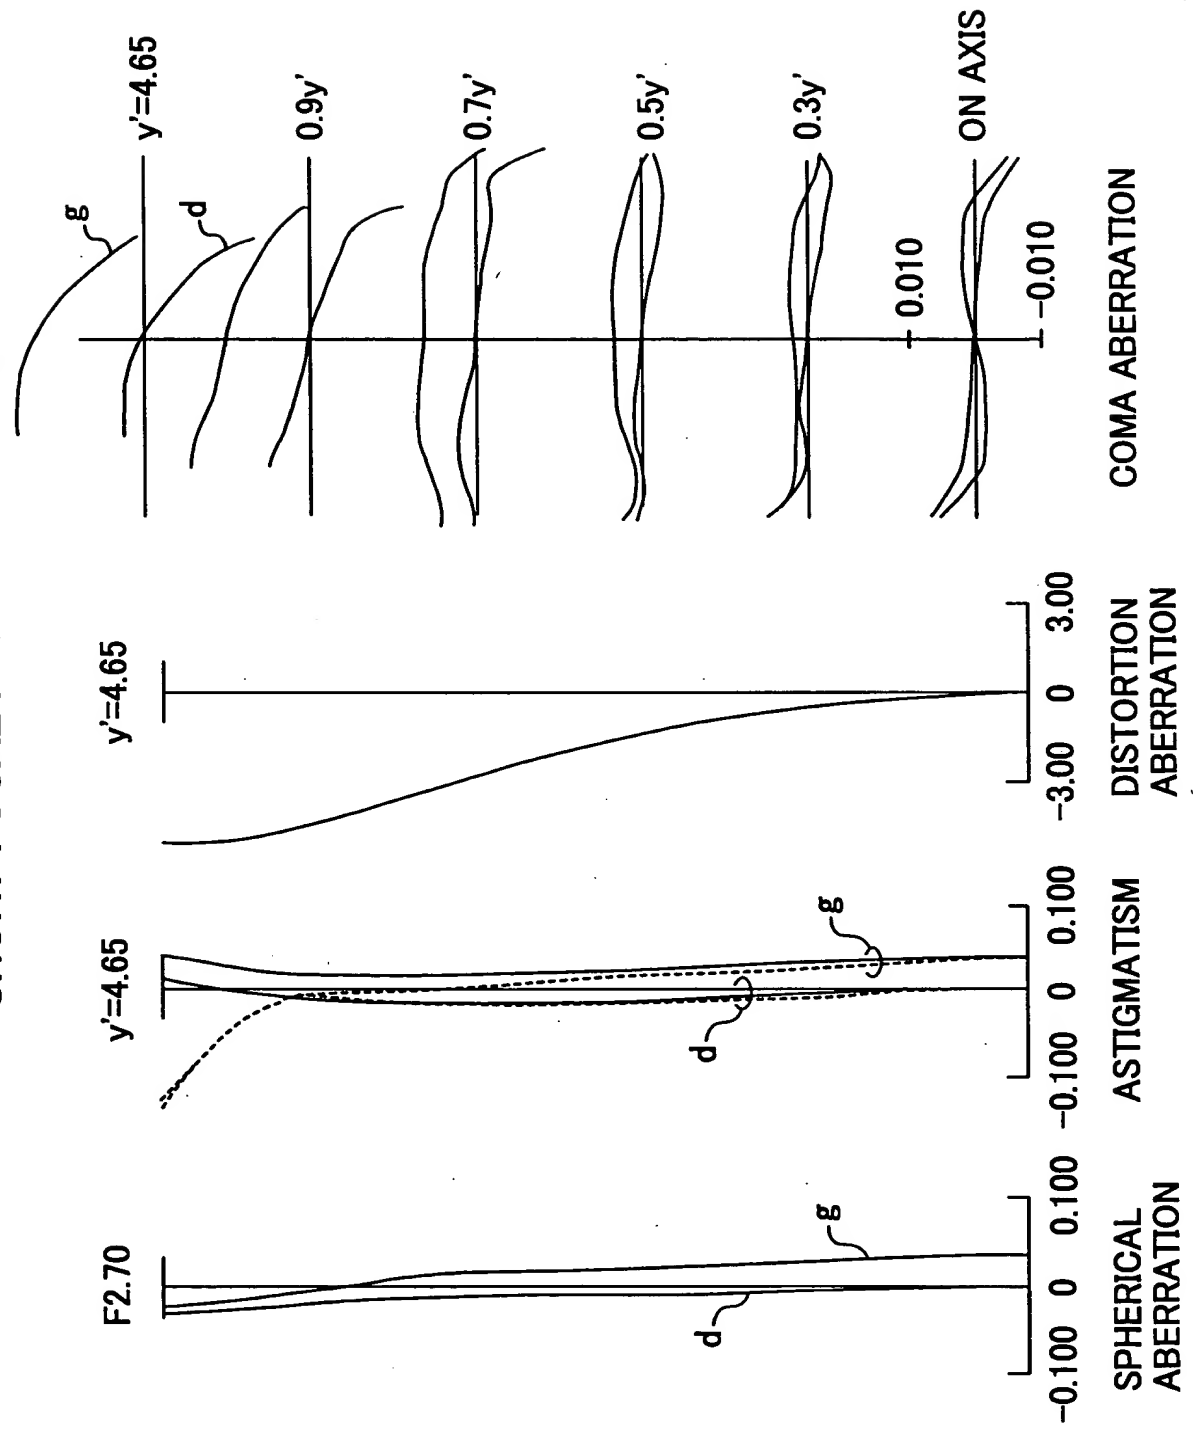 F2.70
g
d
-0.100
0
0.100
SPHERICAL
ABERRATION
y'=4.65
g
d
-0.100
0
0.100
ASTIGMATISM
y'=4.65
-3.00
0
3.00
DISTORTION
ABERRATION
g
y'=4.65
d
0.9y'
0.7y'
0.5y'
0.3y'
0.010
ON AXIS
-0.010
COMA ABERRATION